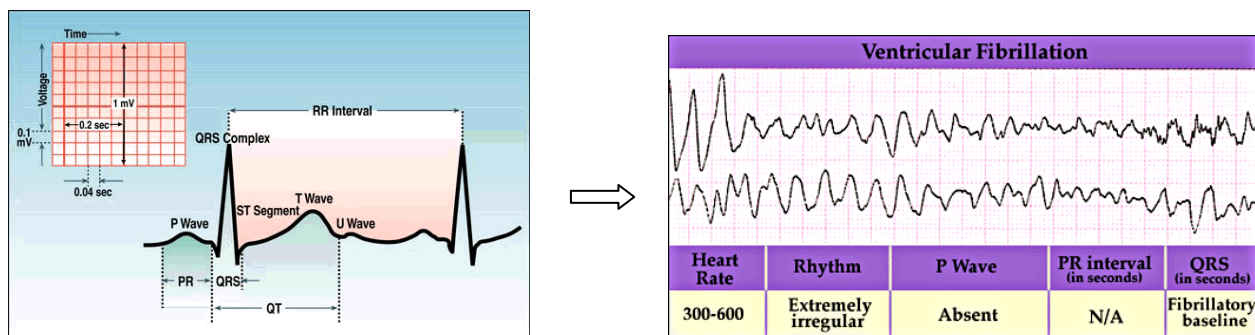 Time
Voltage
1 mV
0.2 sec
0.1
mV
0.04 sec
RR Interval
QRS Complex
T Wave
ST Segment
P Wave
U Wave
PR
QRS
QT
Ventricular Fibrillation
Heart
Rate
Rhythm
P Wave
PR interval
(in seconds)
QRS
(in seconds)
300-600
Extremely
irregular
Absent
N/A
Fibrillatory
baseline